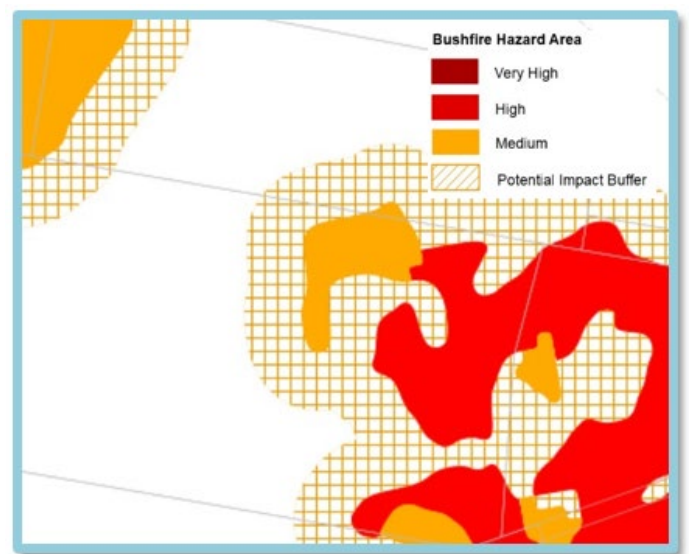 Bushfire Hazard Area
Very High
High
Medium
Potential Impact Buffer